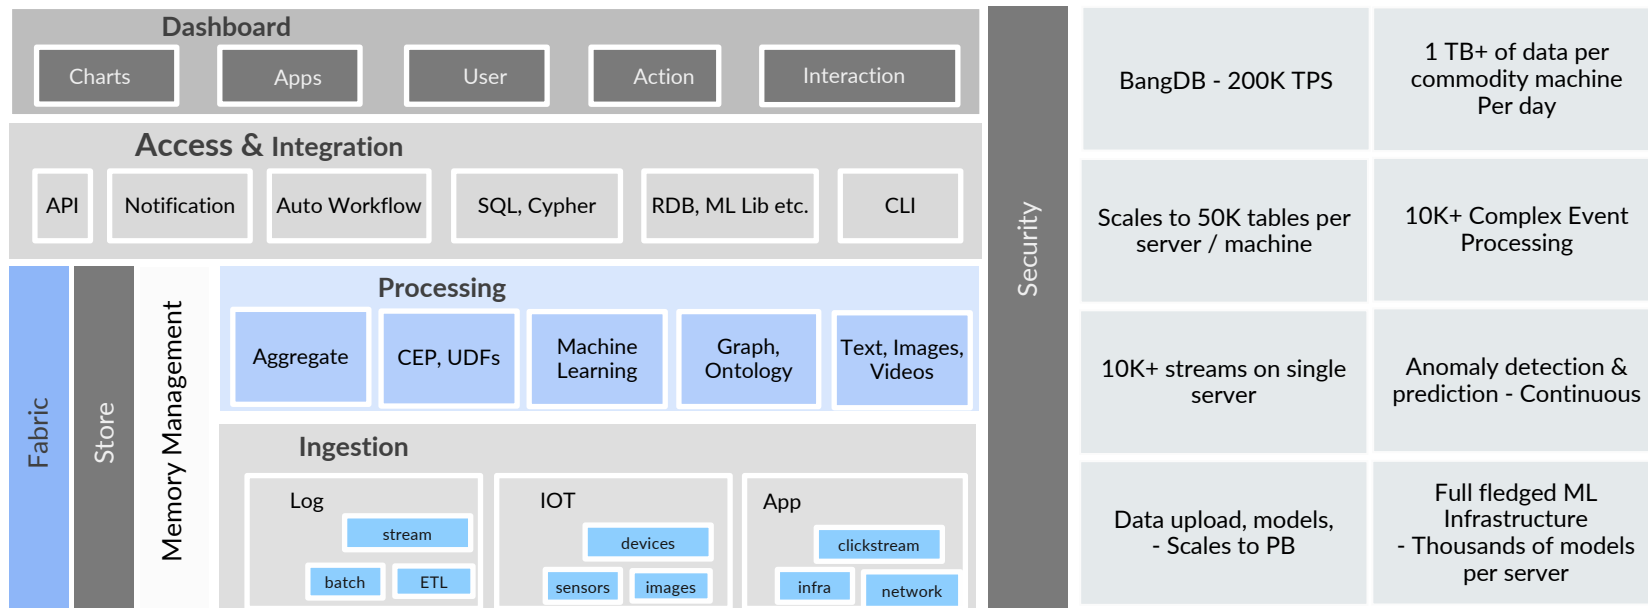 Dashboard
Charts
Apps
User
Action
Interaction
Access & Integration
API
Notification
Auto Workflow
SQL, Cypher
RDB, ML Lib etc.
CLI
Fabric
Store
Memory Management
Processing
Aggregate
CEP, UDFs
Machine
Learning
Graph,
Ontology
Text, Images,
Videos
Ingestion
Log
stream
batch
ETL
IOT
devices
sensors
images
App
clickstream
infra
network
Security
BangDB - 200K TPS
1 TB+ of data per
commodity machine
Per day
Scales to 50K tables per
server / machine
10K+ Complex Event
Processing
10K+ streams on single
server
Anomaly detection &
prediction - Continuous
Data upload, models,
- Scales to PB
Full fledged ML
Infrastructure
- Thousands of models
per server